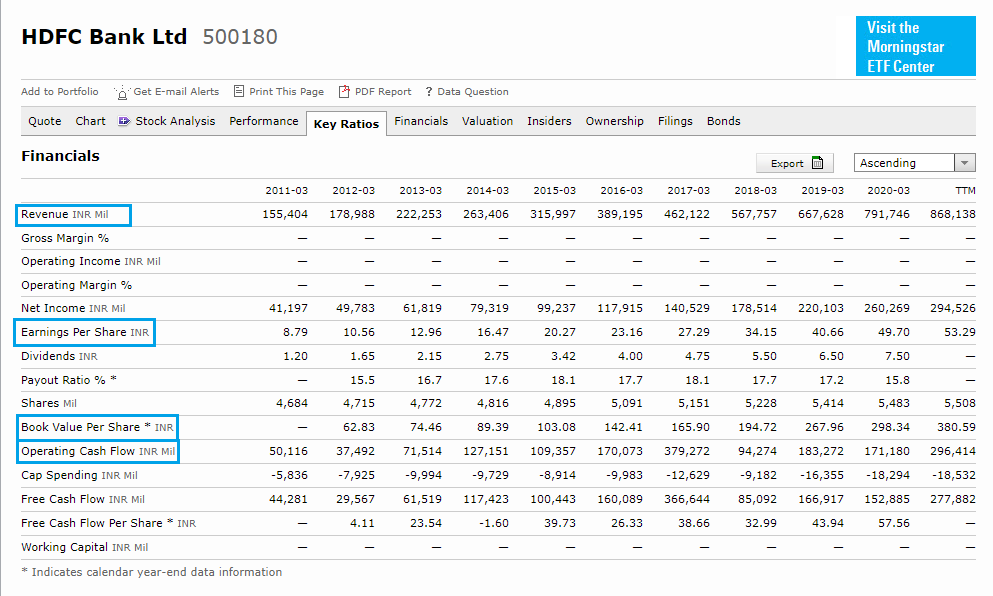 HDFC Bank Ltd 500180
Visit the
Morningstar
ETF Center
Add to Portfolio Get E-mail Alerts Print This Page PDF Report ? Data Question
Quote Chart Stock Analysis Performance Key Ratios Financials Valuation Insiders Ownership Filings Bonds
Financials
Export Ascending
2011-03 2012-03 2013-03 2014-03 2015-03 2016-03 2017-03 2018-03 2019-03 2020-03 TTM
Revenue INR Mil 155,404 178,988 222,253 263,406 315,997 389,195 462,122 567,757 667,628 791,746 868,138
Gross Margin % — — — — — — — — — — —
Operating Income INR Mil — — — — — — — — — — —
Operating Margin % — — — — — — — — — — —
Net Income INR Mil 41,197 49,783 61,819 79,319 99,237 117,915 140,529 178,514 220,103 260,269 294,526
Earnings Per Share INR 8.79 10.56 12.96 16.47 20.27 23.16 27.29 34.15 40.66 49.70 53.29
Dividends INR 1.20 1.65 2.15 2.75 3.42 4.00 4.75 5.50 6.50 7.50 —
Payout Ratio % * — 15.5 16.7 17.6 18.1 17.7 18.1 17.7 17.2 15.8 —
Shares Mil 4,684 4,715 4,772 4,816 4,895 5,091 5,151 5,228 5,414 5,483 5,508
Book Value Per Share * INR — 62.83 74.46 89.39 103.08 142.41 165.90 194.72 267.96 298.34 380.59
Operating Cash Flow INR Mil 50,116 37,492 71,514 127,151 109,357 170,073 379,272 94,274 183,272 171,180 296,414
Cap Spending INR Mil -5,836 -7,925 -9,994 -9,729 -8,914 -9,983 -12,629 -9,182 -16,355 -18,294 -18,532
Free Cash Flow INR Mil 44,281 29,567 61,519 117,423 100,443 160,089 366,644 85,092 166,917 152,885 277,882
Free Cash Flow Per Share * INR — 4.11 23.54 -1.60 39.73 26.33 38.66 32.99 43.94 57.56 —
Working Capital INR Mil — — — — — — — — — — —
* Indicates calendar year-end data information